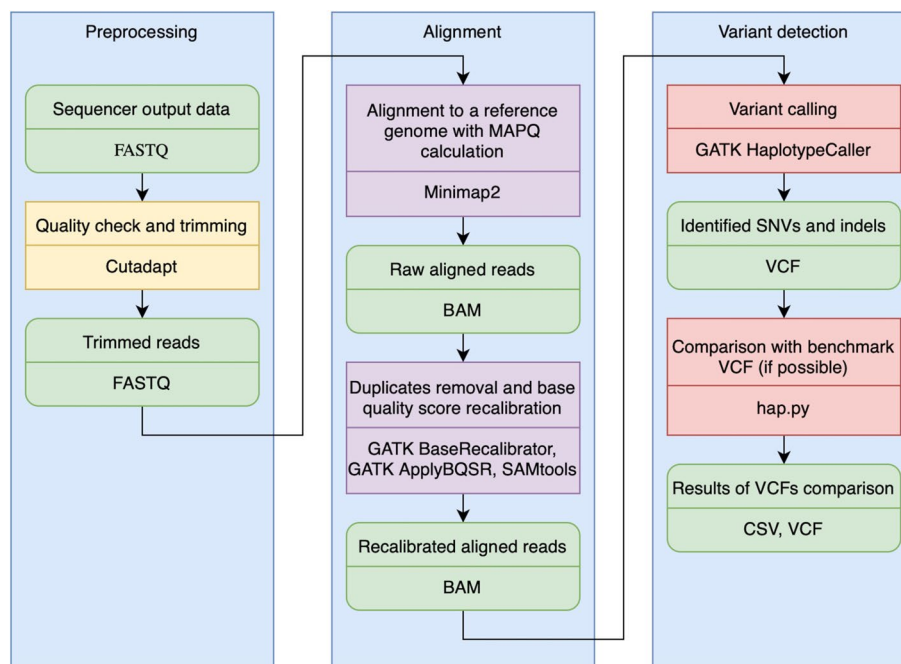 Preprocessing
Sequencer output data
FASTQ
Quality check and trimming
Cutadapt
Trimmed reads
FASTQ
Alignment
Alignment to a reference
genome with MAPQ
calculation
Minimap2
Raw aligned reads
BAM
Duplicates removal and base
quality score recalibration
GATK BaseRecalibrator,
GATK ApplyBQSR, SAMtools
Recalibrated aligned reads
BAM
Variant detection
Variant calling
GATK HaplotypeCaller
Identified SNVs and indels
VCF
Comparison with benchmark
VCF (if possible)
hap.py
Results of VCFs comparison
CSV, VCF